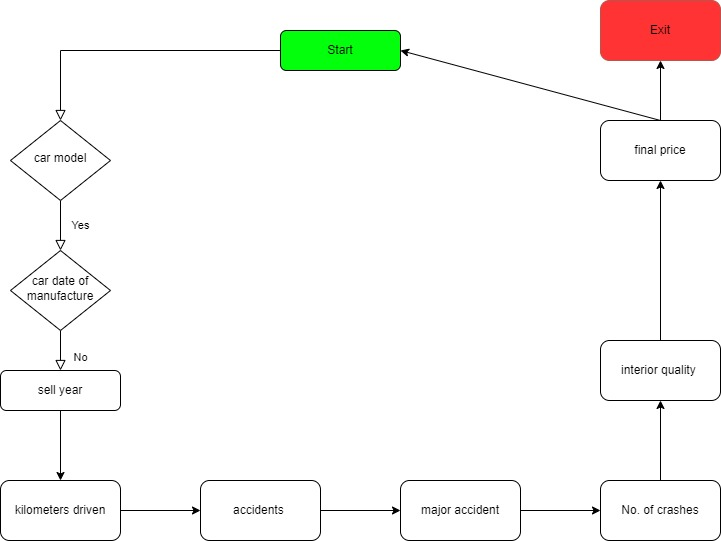 Start
Exit
car model
Yes
car date of
manufacture
No
sell year
kilometers driven
accidents
major accident
No. of crashes
interior quality
final price